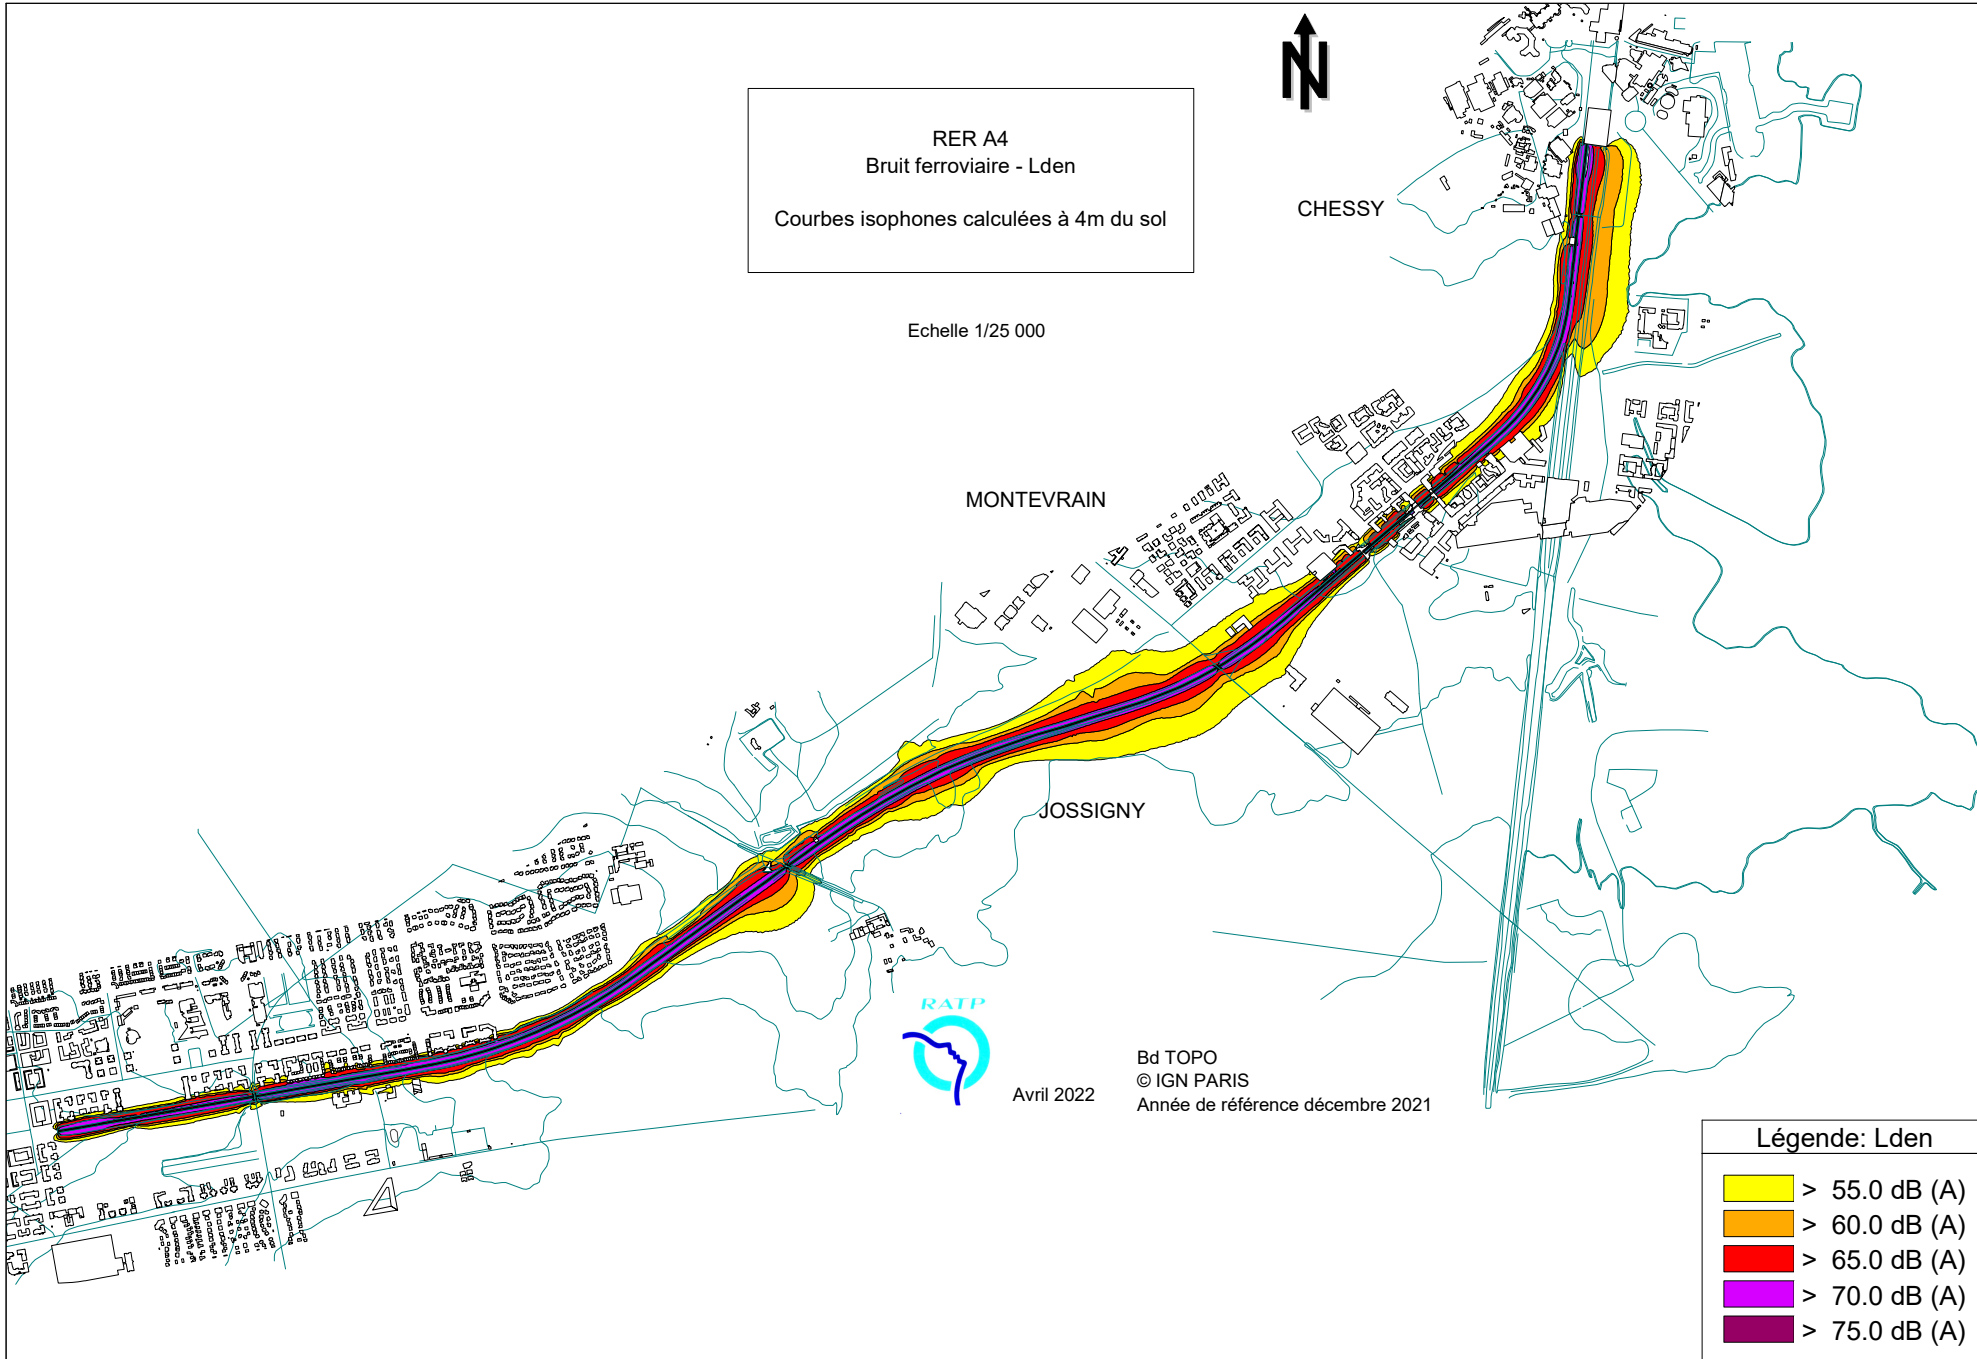 RER A4
Bruit ferroviaire - Lden
Courbes isophones calculées à 4m du sol
N
CHESSY
Echelle 1/25 000
MONTEVRAIN
JOSSIGNY
RATP
Avril 2022
Bd TOPO
© IGN PARIS
Année de référence décembre 2021
Légende: Lden
> 55.0 dB (A)
> 60.0 dB (A)
> 65.0 dB (A)
> 70.0 dB (A)
> 75.0 dB (A)